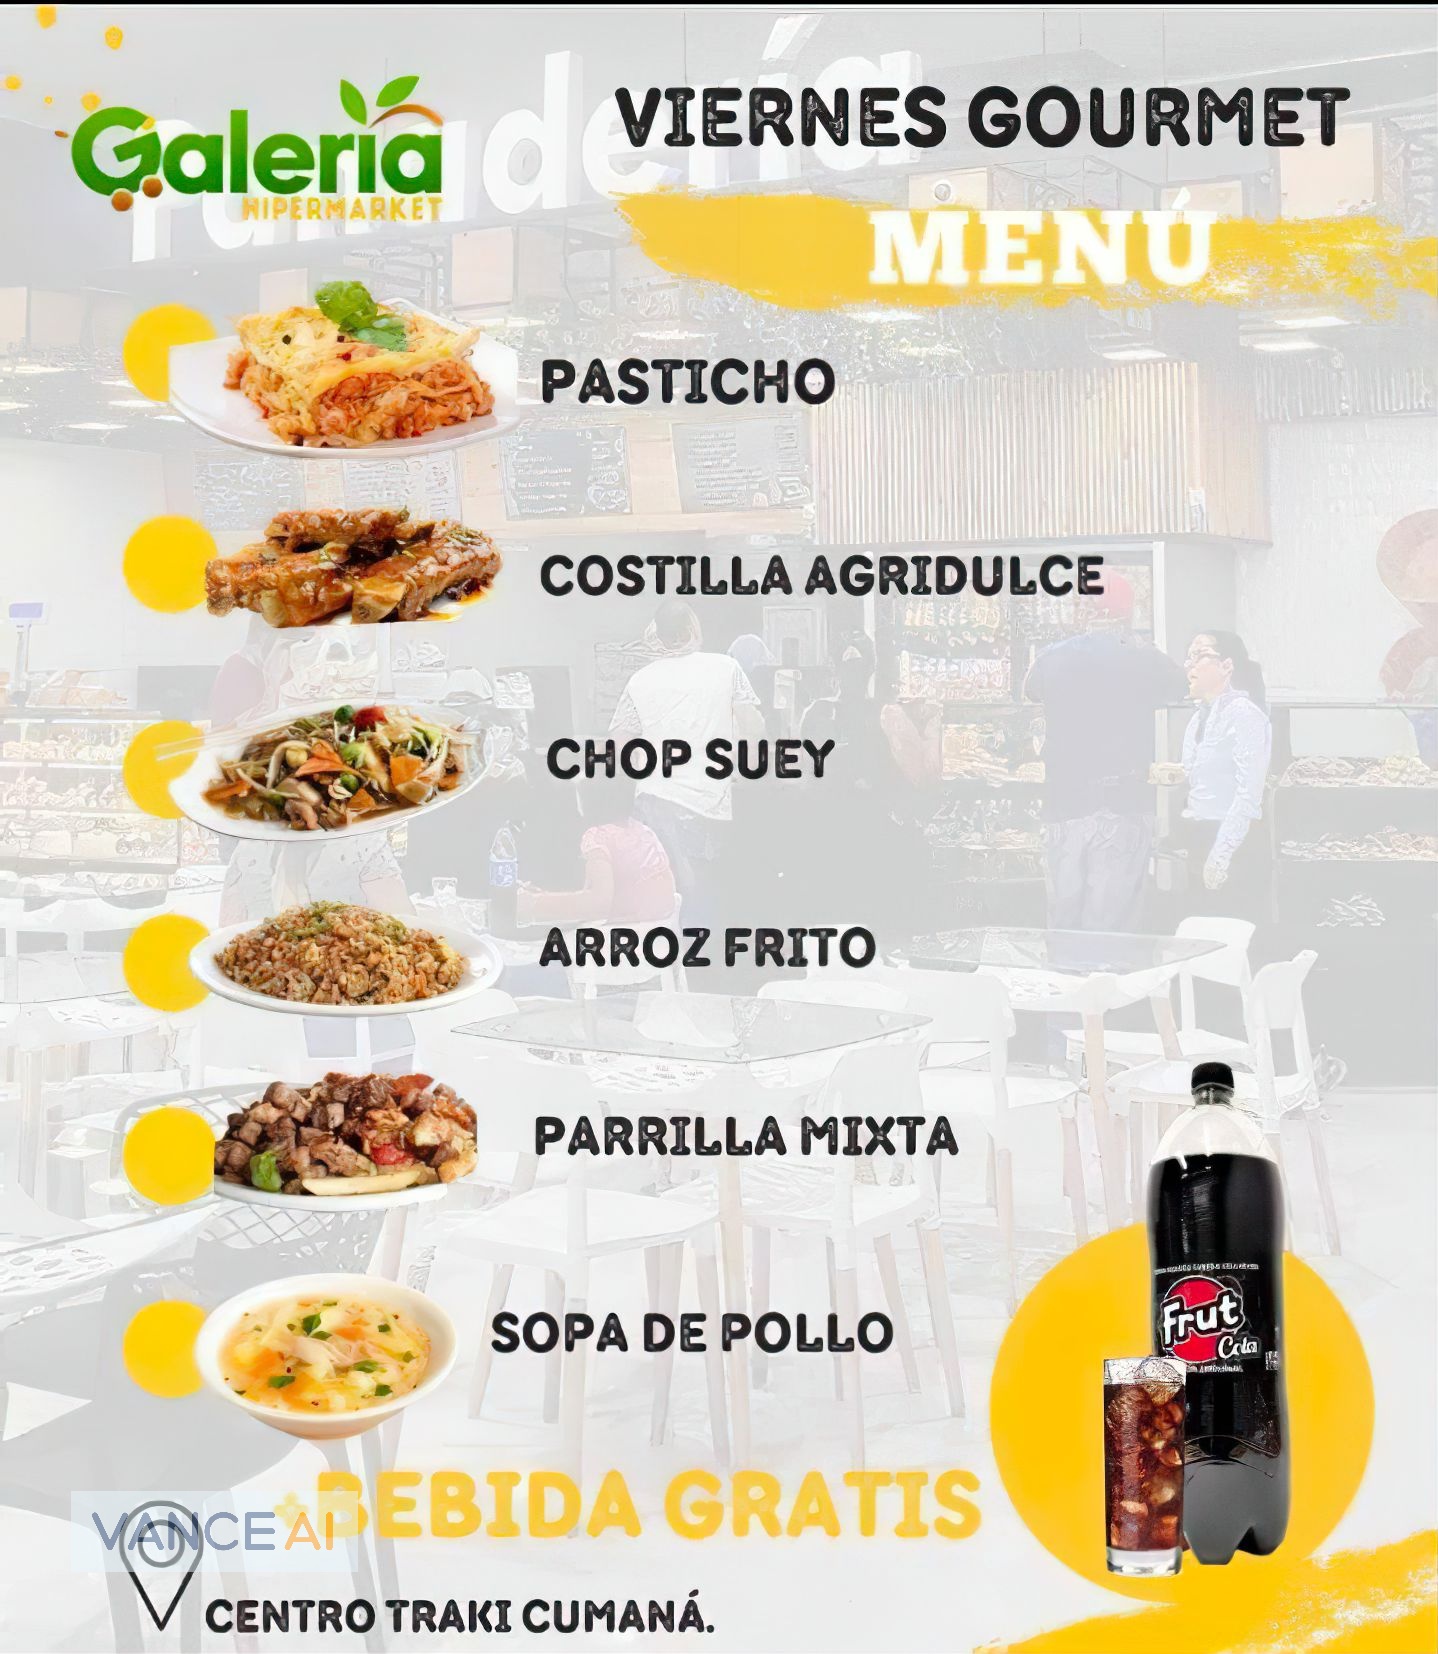 Galería
HIPERMARKET
VIERNES GOURMET
MENÚ
PASTICHO
COSTILLA AGRIDULCE
CHOP SUEY
ARROZ FRITO
PARRILLA MIXTA
SOPA DE POLLO
Frut
Cola
+BEBIDA GRATIS
VANCE AI
CENTRO TRAKI CUMANÁ.